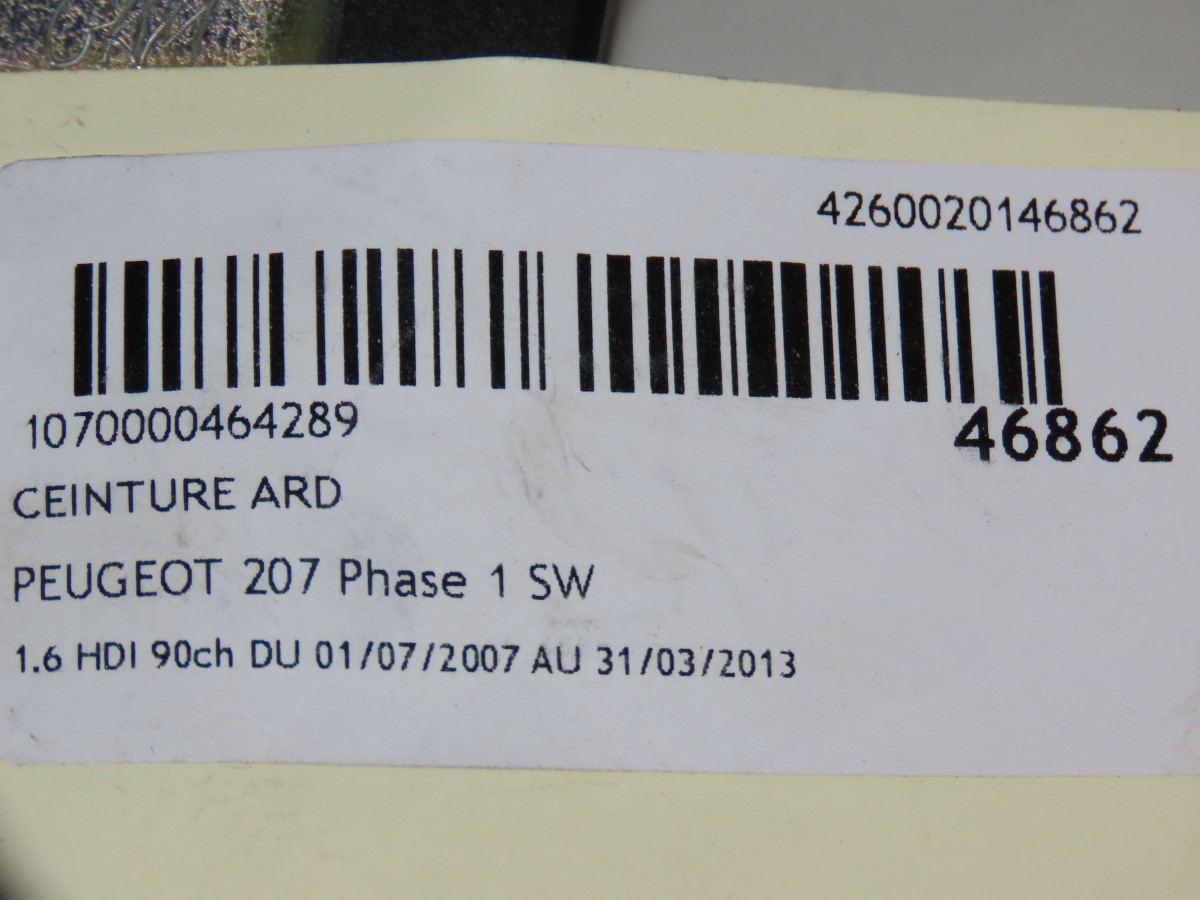 4260020146862
1070000464289
46862
CEINTURE ARD
PEUGEOT 207 Phase 1 SW
1.6 HDI 90ch DU 01/07/2007 AU 31/03/2013